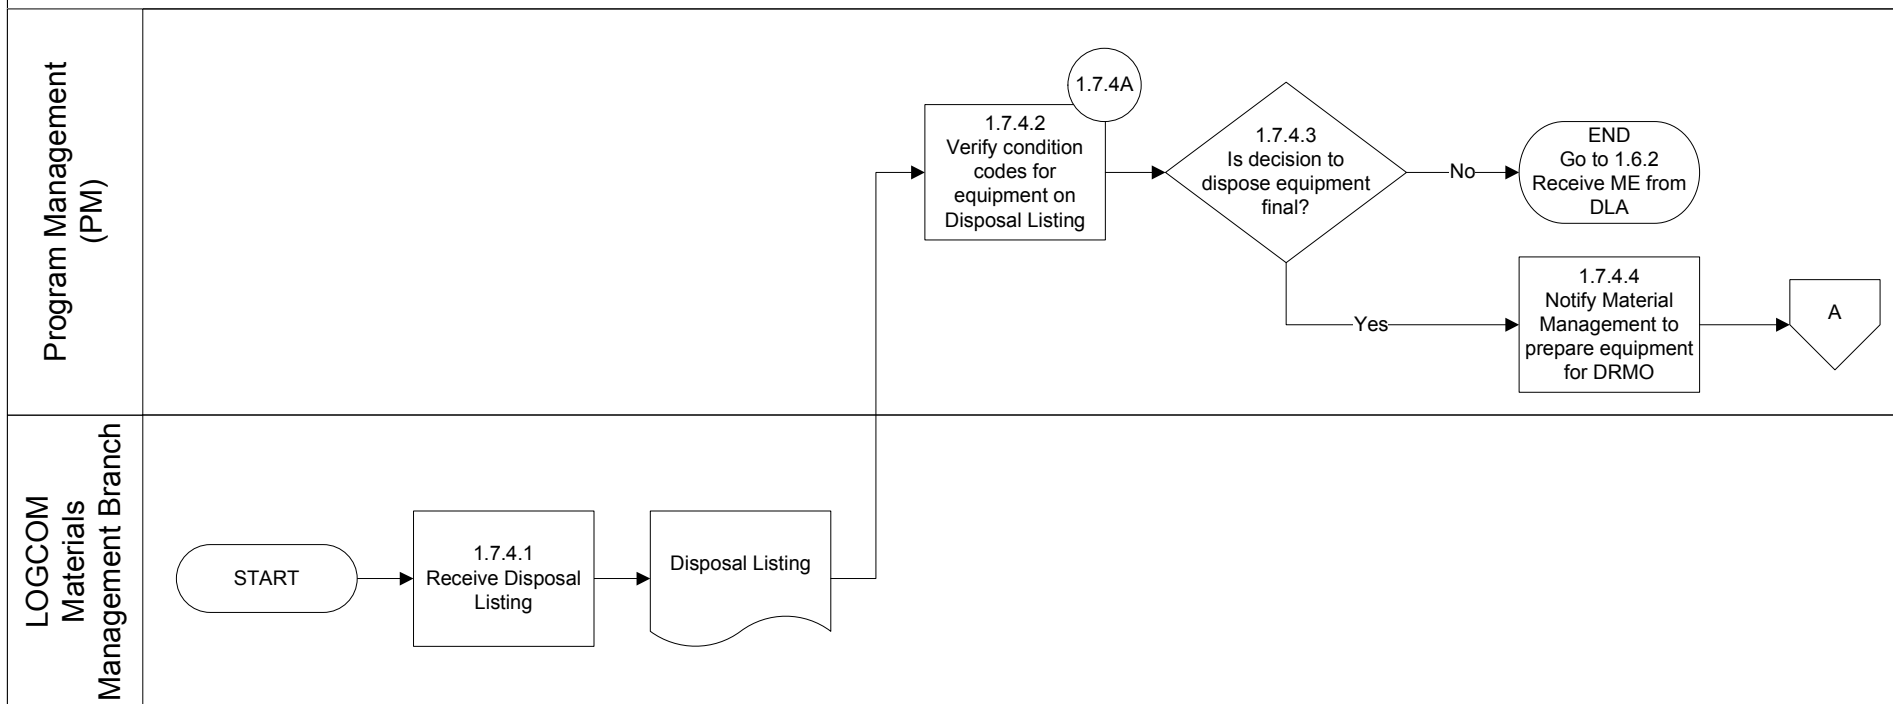 Program Management
(PM)
1.7.4A
1.7.4.2
Verify condition
codes for
equipment on
Disposal Listing
1.7.4.3
Is decision to
dispose equipment
final?
No
END
Go to 1.6.2
Receive ME from
DLA
Yes
1.7.4.4
Notify Material
Management to
prepare equipment
for DRMO
A
LOGCOM
Materials
Management Branch
START
1.7.4.1
Receive Disposal
Listing
Disposal Listing